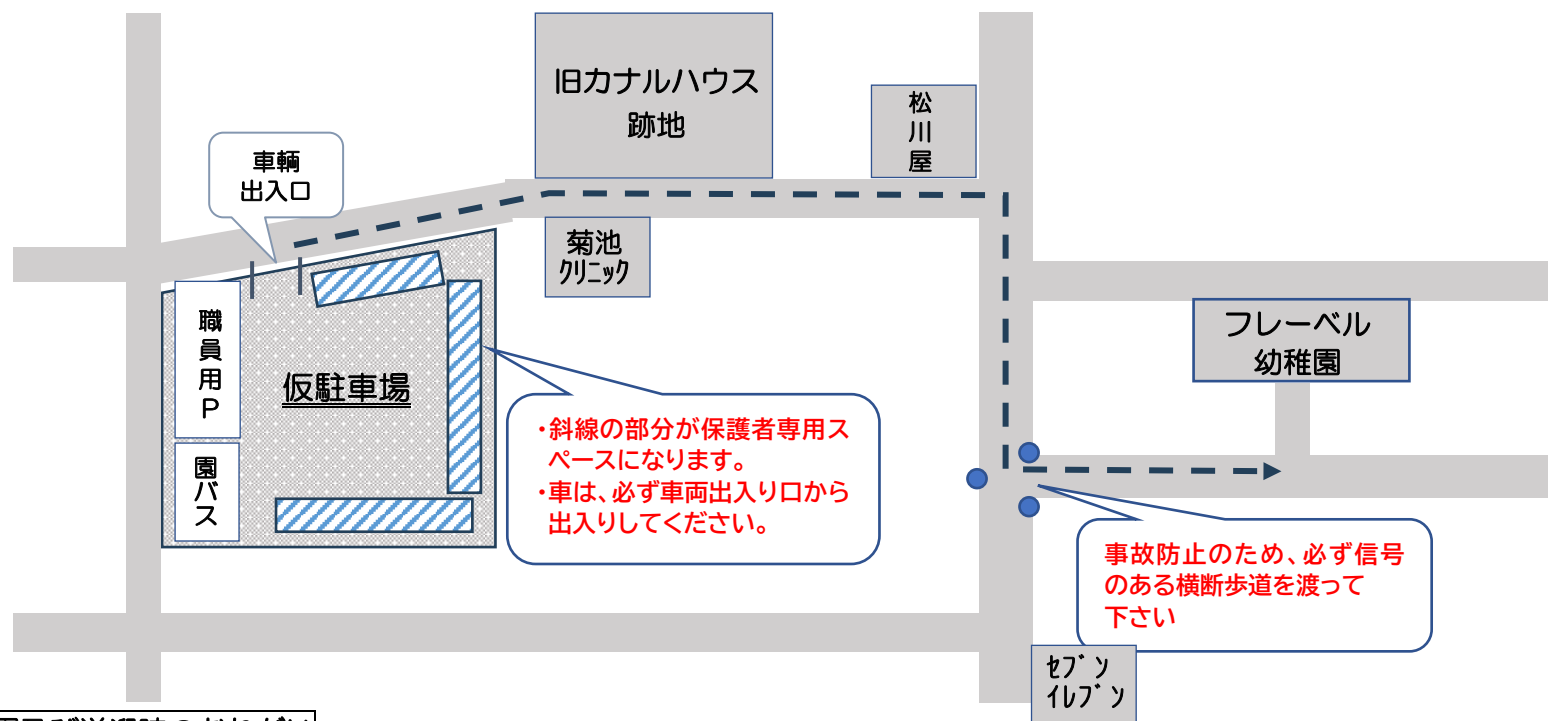 旧カナルハウス
跡地
松
川
屋
車輌
出入口
菊池
ｸﾘﾆｯｸ
職
員
用
P
仮駐車場
園
バ
ス
フレーベル
幼稚園
・斜線の部分が保護者専用ス
ペースになります。
・車は、必ず車両出入り口から
出入りしてください。
事故防止のため、必ず信号
のある横断歩道を渡って
下さい
ｾﾌﾞﾝ
ｲﾚﾌﾞﾝ